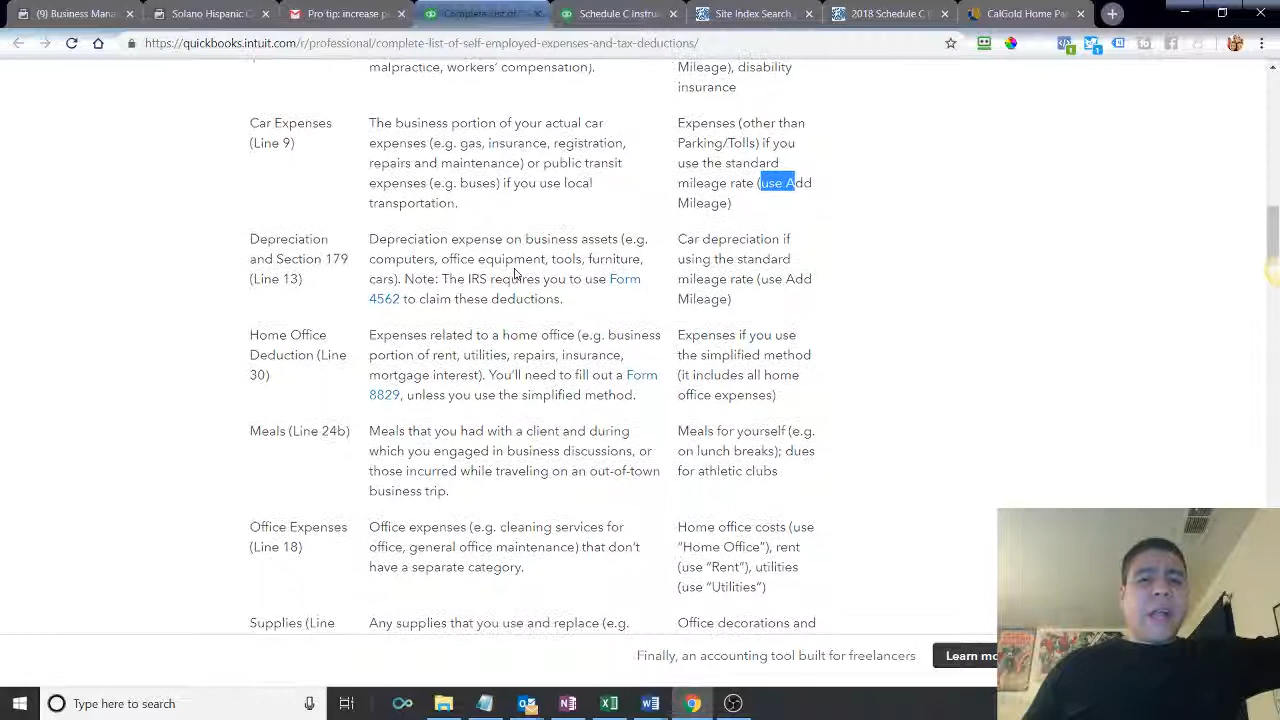 (9) Business Mana
Solano Hispanic C
Pro tip: increase p
Complete List of
Schedule C instru
Site Index Search
2018 Schedule C
CalGold Home Pa
https://quickbooks.intuit.com/r/professional/complete-list-of-self-employed-expenses-and-tax-deductions/
malpractice, workers' compensation).
Mileage), disability
insurance
Car Expenses
(Line 9)
The business portion of your actual car
expenses (e.g. gas, insurance, registration,
repairs and maintenance) or public transit
expenses (e.g. buses) if you use local
transportation.
Expenses (other than
Parking/Tolls) if you
use the standard
mileage rate (use Add
Mileage)
Depreciation
and Section 179
(Line 13)
Depreciation expense on business assets (e.g.
computers, office equipment, tools, furniture,
cars). Note: The IRS requires you to use Form
4562 to claim these deductions.
Car depreciation if
using the standard
mileage rate (use Add
Mileage)
Home Office
Deduction (Line
30)
Expenses related to a home office (e.g. business
portion of rent, utilities, repairs, insurance,
mortgage interest). You'll need to fill out a Form
8829, unless you use the simplified method.
Expenses if you use
the simplified method
(it includes all home
office expenses)
Meals (Line 24b)
Meals that you had with a client and during
which you engaged in business discussions, or
those incurred while traveling on an out-of-town
business trip.
Meals for yourself (e.g.
on lunch breaks); dues
for athletic clubs
Office Expenses
(Line 18)
Office expenses (e.g. cleaning services for
office, general office maintenance) that don't
have a separate category.
Home office costs (use
"Home Office"), rent
(use "Rent"), utilities
(use "Utilities")
Supplies (Line
Any supplies that you use and replace (e.g.
Office decorations and
Finally, an accounting tool built for freelancers
Learn mo
Type here to search